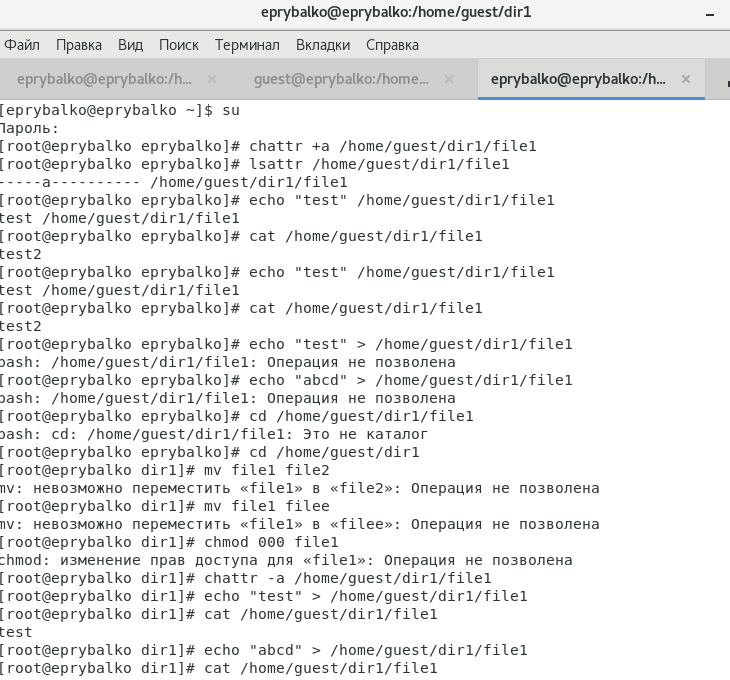 eprybalko@eprybalko:/home/guest/dir1
Файл Правка Вид Поиск Терминал Вкладки Справка
eprybalko@eprybalko:/h... × guest@eprybalko:/home... × eprybalko@eprybalko:/h... ×
[eprybalko@eprybalko ~]$ su
Пароль:
[root@eprybalko eprybalko]# chattr +a /home/guest/dir1/file1
[root@eprybalko eprybalko]# lsattr /home/guest/dir1/file1
-----a---------- /home/guest/dir1/file1
[root@eprybalko eprybalko]# echo "test" /home/guest/dir1/file1
test /home/guest/dir1/file1
[root@eprybalko eprybalko]# cat /home/guest/dir1/file1
test2
[root@eprybalko eprybalko]# echo "test" /home/guest/dir1/file1
test /home/guest/dir1/file1
[root@eprybalko eprybalko]# cat /home/guest/dir1/file1
test2
[root@eprybalko eprybalko]# echo "test" > /home/guest/dir1/file1
bash: /home/guest/dir1/file1: Операция не позволена
[root@eprybalko eprybalko]# echo "abcd" > /home/guest/dir1/file1
bash: /home/guest/dir1/file1: Операция не позволена
[root@eprybalko eprybalko]# cd /home/guest/dir1/file1
bash: cd: /home/guest/dir1/file1: Это не каталог
[root@eprybalko eprybalko]# cd /home/guest/dir1
[root@eprybalko dir1]# mv file1 file2
mv: невозможно переместить «file1» в «file2»: Операция не позволена
[root@eprybalko dir1]# mv file1 filee
mv: невозможно переместить «file1» в «filee»: Операция не позволена
[root@eprybalko dir1]# chmod 000 file1
chmod: изменение прав доступа для «file1»: Операция не позволена
[root@eprybalko dir1]# chattr -a /home/guest/dir1/file1
[root@eprybalko dir1]# echo "test" > /home/guest/dir1/file1
[root@eprybalko dir1]# cat /home/guest/dir1/file1
test
[root@eprybalko dir1]# echo "abcd" > /home/guest/dir1/file1
[root@eprybalko dir1]# cat /home/guest/dir1/file1